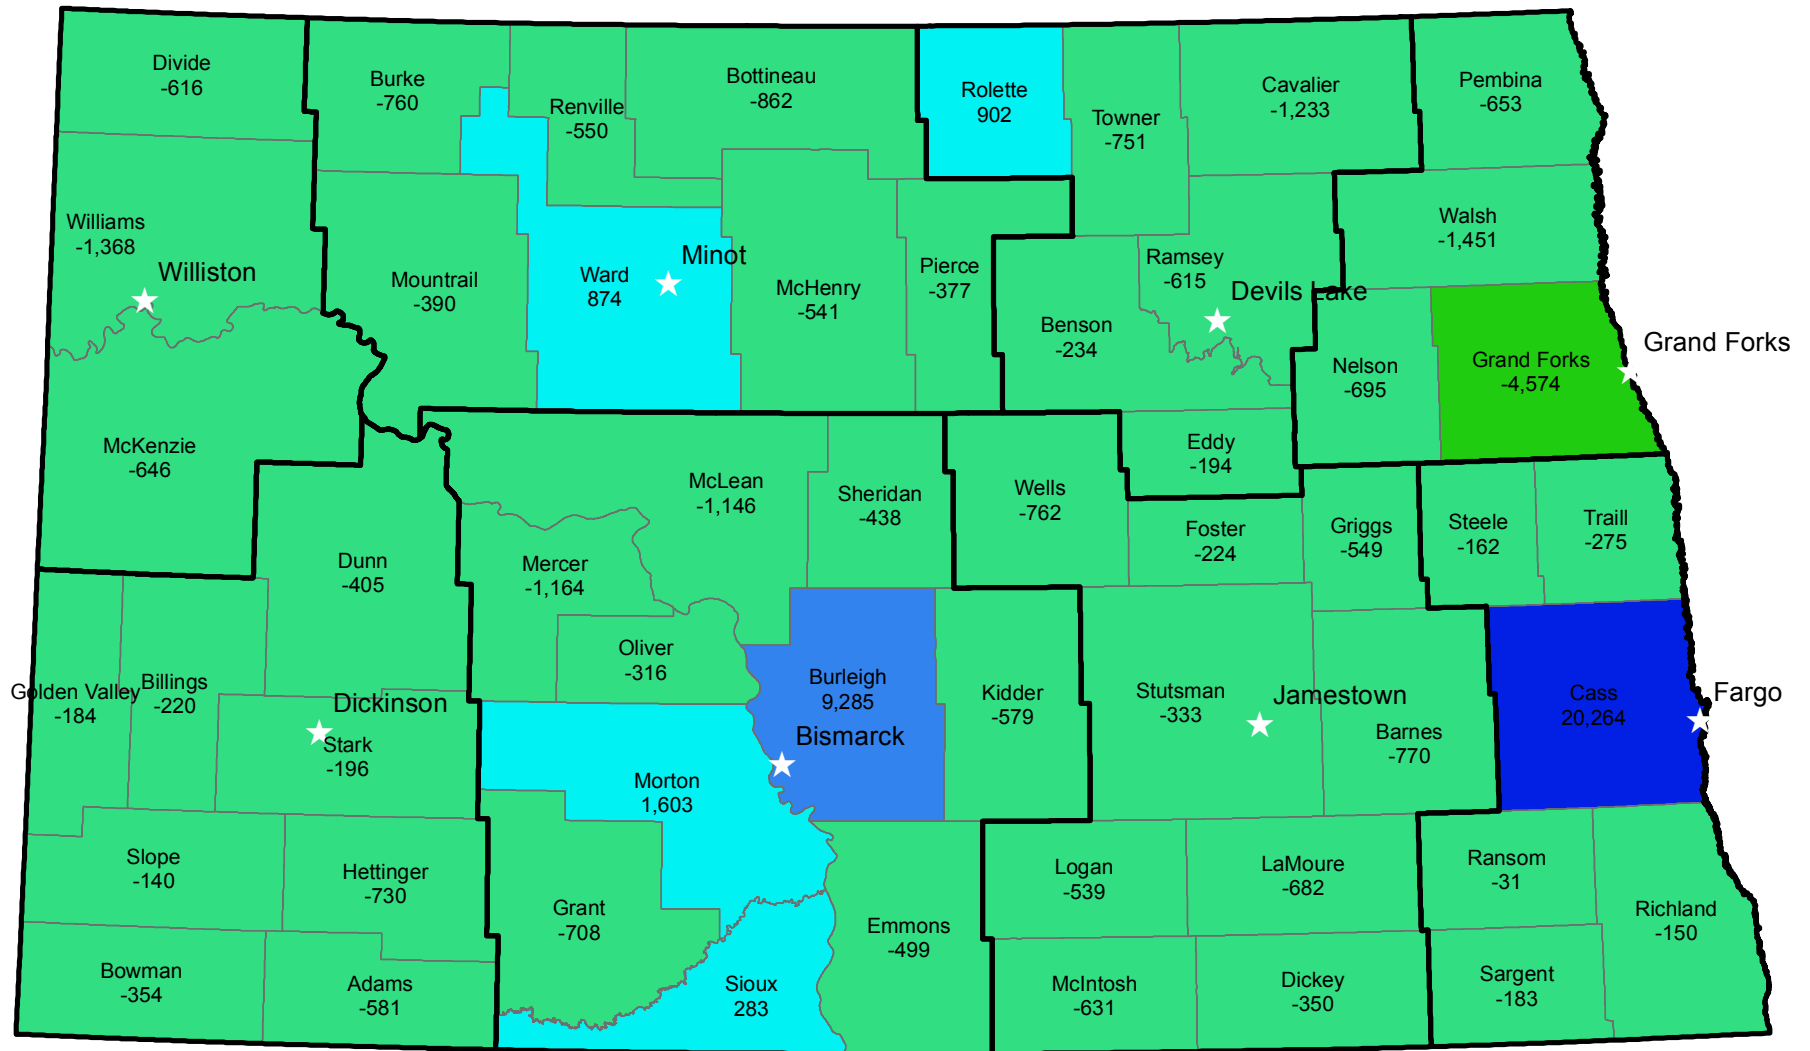 Divide
-616
Burke
-760
Renville
-550
Bottineau
-862
Rolette
902
Towner
-751
Cavalier
-1,233
Pembina
-653
Williams
-1,368
Williston
Mountrail
-390
Ward
874
Minot
McHenry
-541
Pierce
-377
Benson
-234
Ramsey
-615
Devils Lake
Walsh
-1,451
Nelson
-695
Grand Forks
-4,574
Grand Forks
McKenzie
-646
Dunn
-405
McLean
-1,146
Sheridan
-438
Wells
-762
Eddy
-194
Foster
-224
Griggs
-549
Steele
-162
Traill
-275
Mercer
-1,164
Oliver
-316
Golden Valley
-184
Billings
-220
Dickinson
Stark
-196
Burleigh
9,285
Bismarck
Kidder
-579
Stutsman
-333
Jamestown
Barnes
-770
Cass
20,264
Fargo
Morton
1,603
Slope
-140
Hettinger
-730
Grant
-708
Emmons
-499
Logan
-539
LaMoure
-682
Ransom
-31
Richland
-150
Bowman
-354
Adams
-581
Sioux
283
McIntosh
-631
Dickey
-350
Sargent
-183